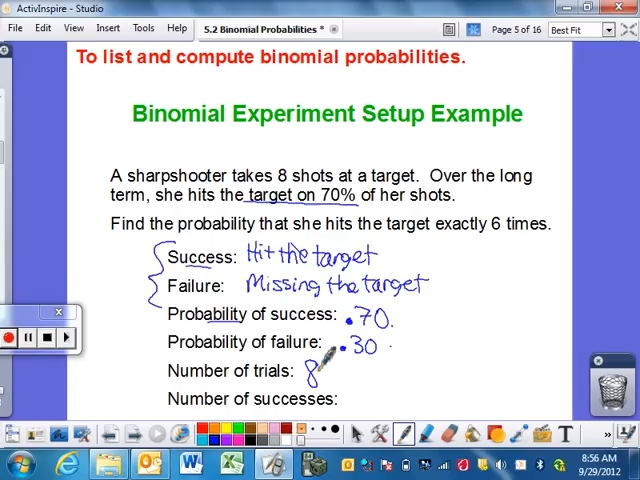 ActivInspire - Studio
File Edit View Insert Tools Help
5.2 Binomial Probabilities *
Page 5 of 16
Best Fit
To list and compute binomial probabilities.
Binomial Experiment Setup Example
A sharpshooter takes 8 shots at a target. Over the long
term, she hits the target on 70% of her shots.
Find the probability that she hits the target exactly 6 times.
Success: Hit the target
Failure: Missing the target
Probability of success: .70
Probability of failure: .30
Number of trials: 8
Number of successes:
8:56 AM
9/29/2012